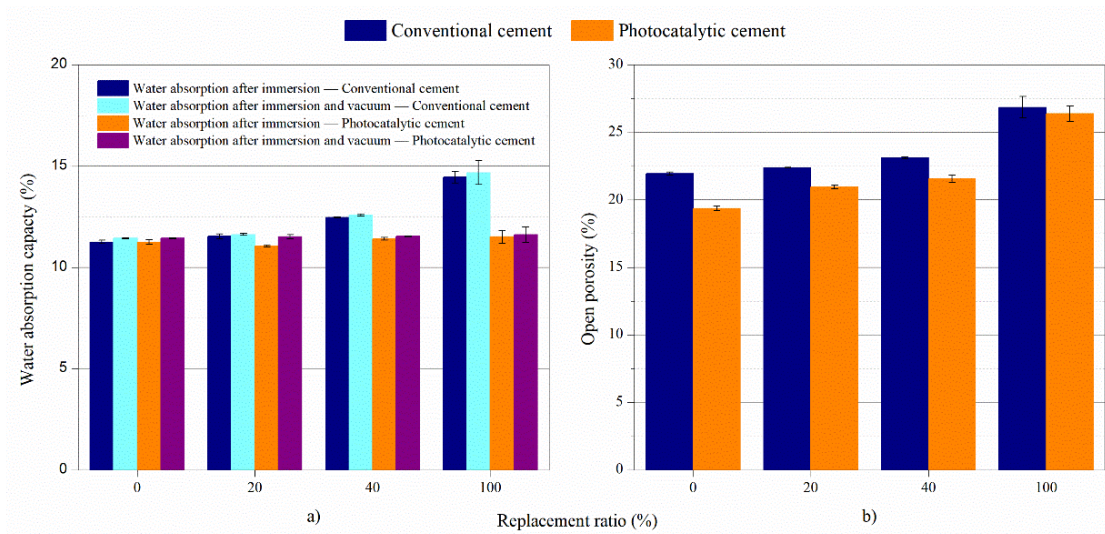 Conventional cement Photocatalytic cement
Water absorption capacty (%)
20
15
10
5
0
Water absorption after immersion — Conventional cement
Water absorption after immersion and vacuum — Conventional cement
Water absorption after immersion — Photocatalytic cement
Water absorption after immersion and vacuum — Photocatalytic cement
0 20 40 100
a)
Open porosity (%)
30
25
20
15
10
5
0
0 20 40 100
b)
Replacement ratio (%)